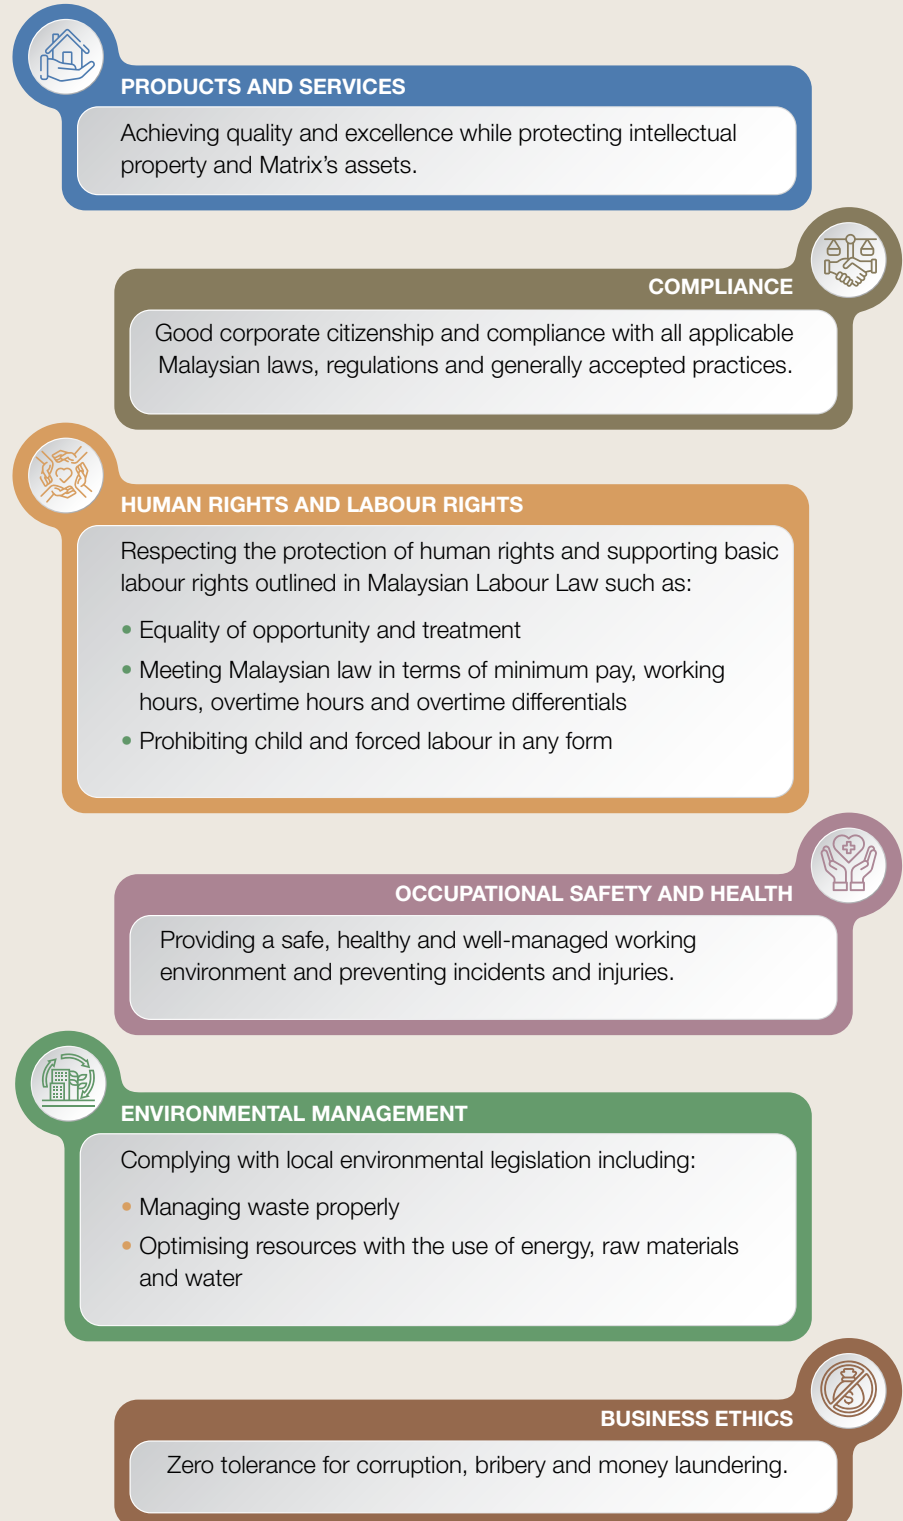 PRODUCTS AND SERVICES
Achieving quality and excellence while protecting intellectual
property and Matrix's assets.
COMPLIANCE
Good corporate citizenship and compliance with all applicable
Malaysian laws, regulations and generally accepted practices.
HUMAN RIGHTS AND LABOUR RIGHTS
Respecting the protection of human rights and supporting basic
labour rights outlined in Malaysian Labour Law such as:
• Equality of opportunity and treatment
• Meeting Malaysian law in terms of minimum pay, working
hours, overtime hours and overtime differentials
• Prohibiting child and forced labour in any form
OCCUPATIONAL SAFETY AND HEALTH
Providing a safe, healthy and well-managed working
environment and preventing incidents and injuries.
ENVIRONMENTAL MANAGEMENT
Complying with local environmental legislation including:
• Managing waste properly
• Optimising resources with the use of energy, raw materials
and water
BUSINESS ETHICS
Zero tolerance for corruption, bribery and money laundering.